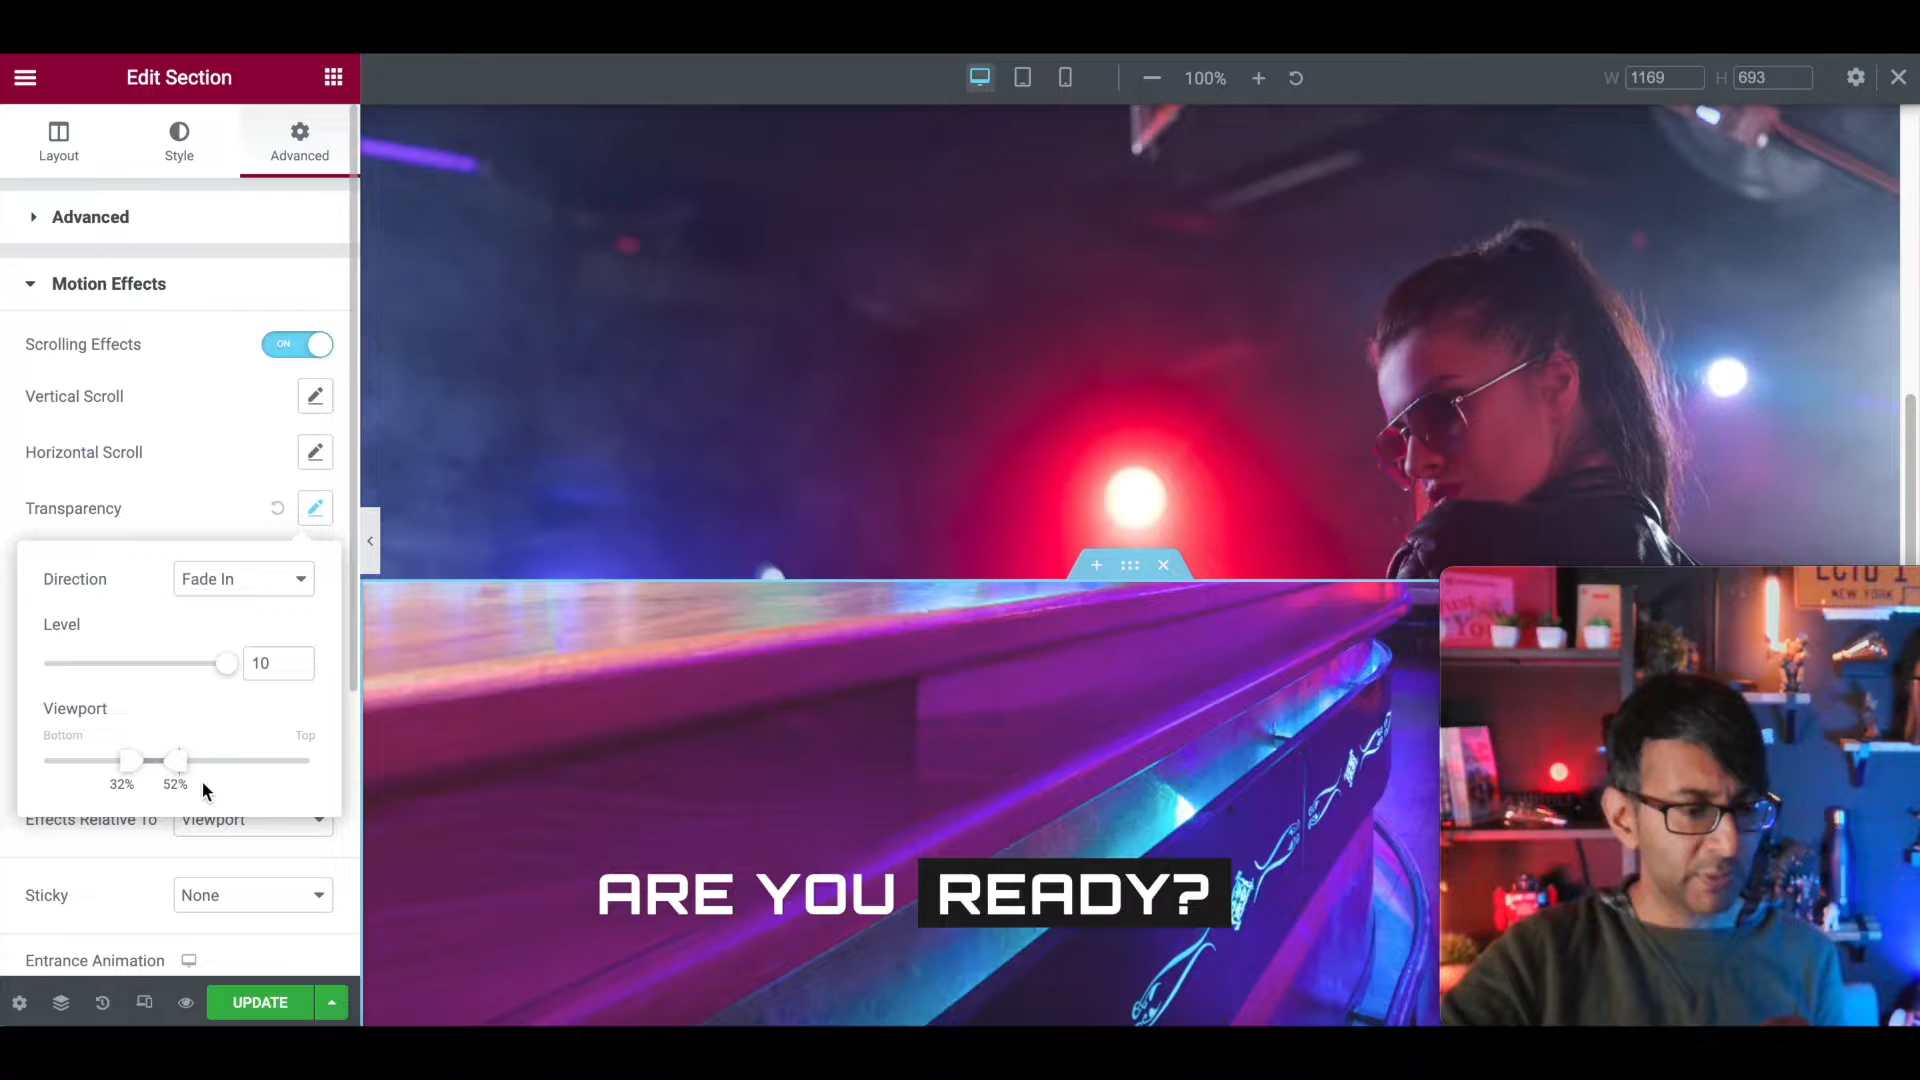 Edit Section
100%
W 1169 H 693
Layout Style Advanced
Advanced
Motion Effects
Scrolling Effects ON
Vertical Scroll
Horizontal Scroll
Transparency
Direction Fade In
Level
10
Viewport
Bottom Top
32% 52%
Effects Relative To Viewport
Sticky None
Entrance Animation
UPDATE
ARE YOU READY?
NEW YORK